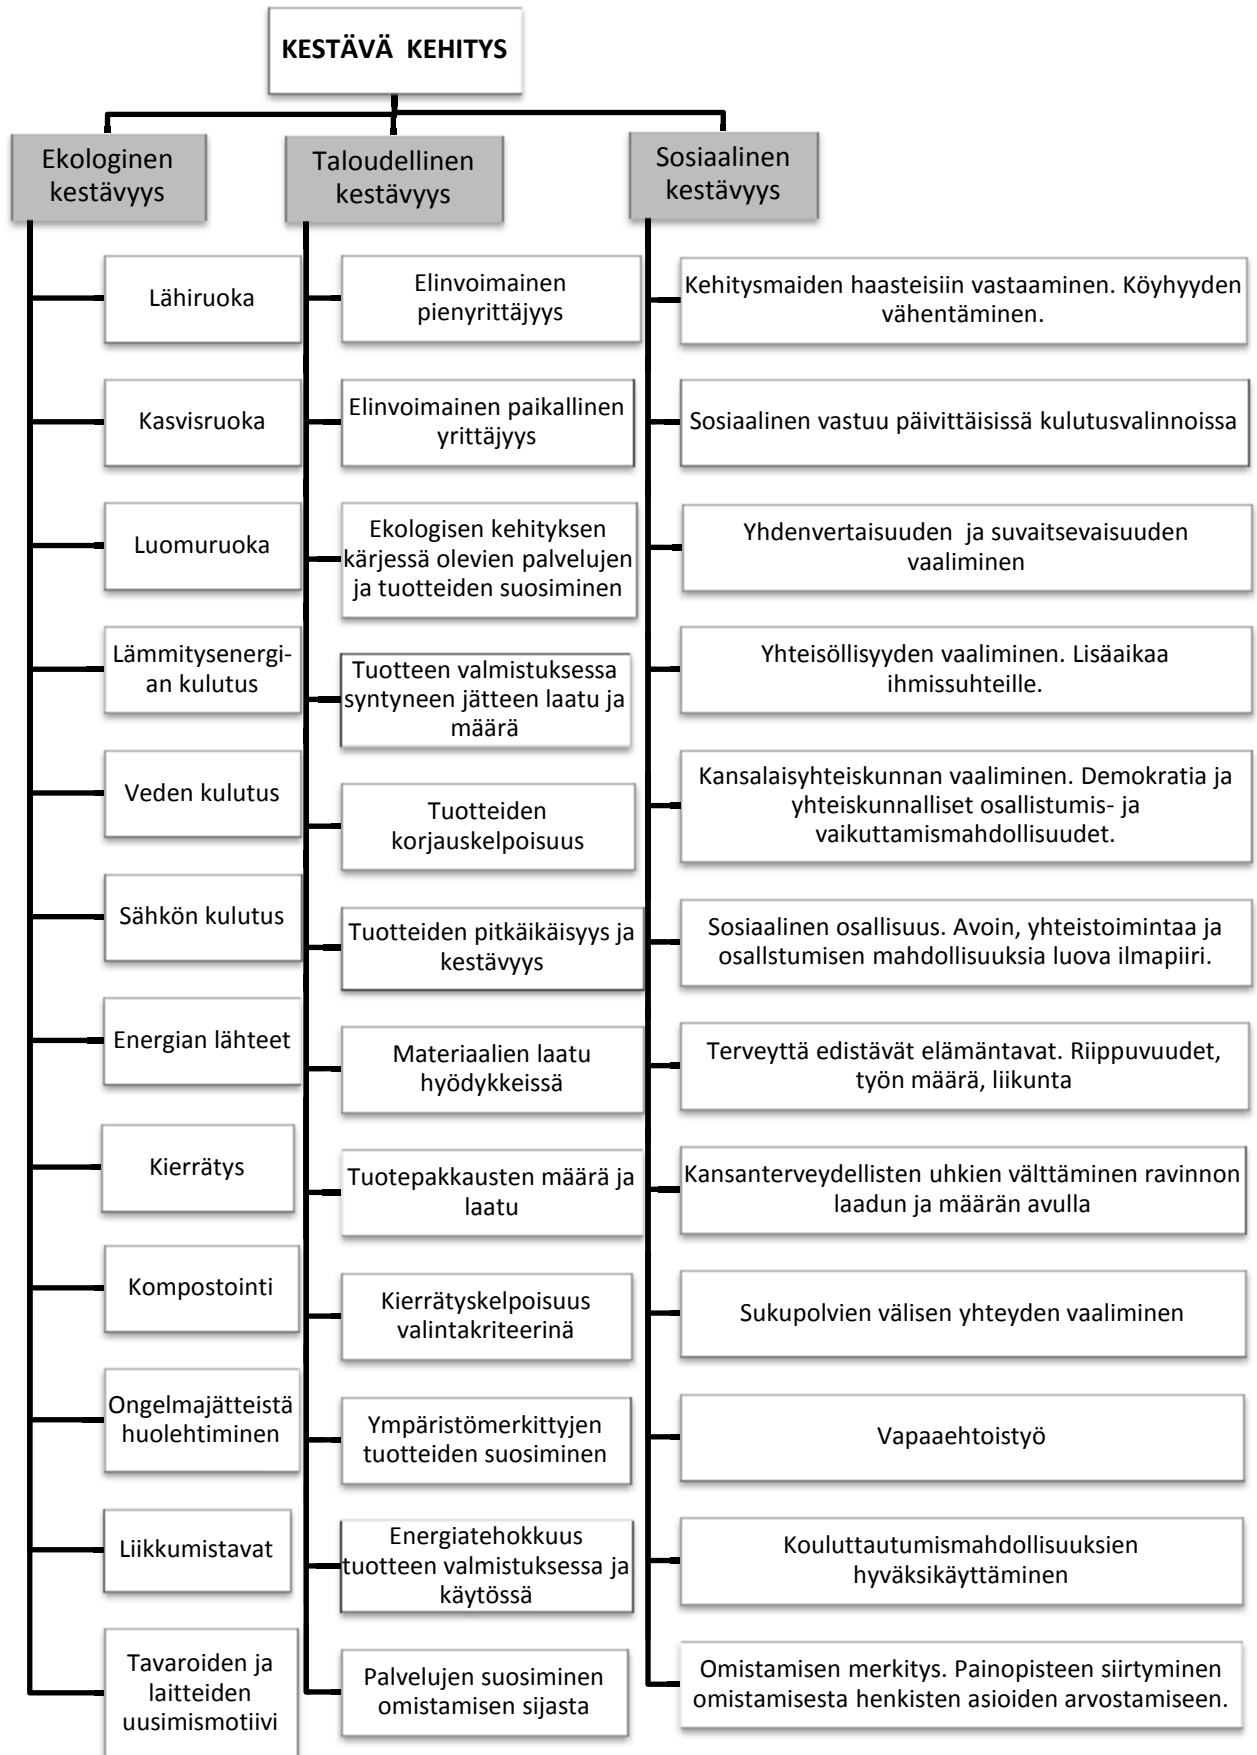 KESTÄVÄ  KEHITYS
Ekologinen
kestävyys
Lähiruoka
Kasvisruoka
Luomuruoka
Lämmitysenergi-
an kulutus
Veden kulutus
Sähkön kulutus
Energian lähteet
Kierrätys
Kompostointi
Ongelmajätteistä
huolehtiminen
Liikkumistavat
Tavaroiden ja
laitteiden
uusimismotiivi
Taloudellinen
kestävyys
Elinvoimainen
pienyrittäjyys
Elinvoimainen paikallinen
yrittäjyys
Ekologisen kehityksen
kärjessä olevien palvelujen
ja tuotteiden suosiminen
Tuotteen valmistuksessa
syntyneen jätteen laatu ja
määrä
Tuotteiden
korjauskelpoisuus
Tuotteiden pitkäikäisyys ja
kestävyys
Materiaalien laatu
hyödykkeissä
Tuotepakkausten määrä ja
laatu
Kierrätyskelpoisuus
valintakriteerinä
Ympäristömerkittyjen
tuotteiden suosiminen
Energiatehokkuus
tuotteen valmistuksessa ja
käytössä
Palvelujen suosiminen
omistamisen sijasta
Sosiaalinen
kestävyys
Kehitysmaiden haasteisiin vastaaminen. Köyhyyden
vähentäminen.
Sosiaalinen vastuu päivittäisissä kulutusvalinnoissa
Yhdenvertaisuuden  ja suvaitsevaisuuden
vaaliminen
Yhteisöllisyyden vaaliminen. Lisäaikaa
ihmissuhteille.
Kansalaisyhteiskunnan vaaliminen. Demokratia ja
yhteiskunnalliset osallistumis- ja
vaikuttamismahdollisuudet.
Sosiaalinen osallisuus. Avoin, yhteistoimintaa ja
osallstumisen mahdollisuuksia luova ilmapiiri.
Terveyttä edistävät elämäntavat. Riippuvuudet,
työn määrä, liikunta
Kansanterveydellisten uhkien välttäminen ravinnon
laadun ja määrän avulla
Sukupolvien välisen yhteyden vaaliminen
Vapaaehtoistyö
Kouluttautumismahdollisuuksien
hyväksikäyttäminen
Omistamisen merkitys. Painopisteen siirtyminen
omistamisesta henkisten asioiden arvostamiseen.